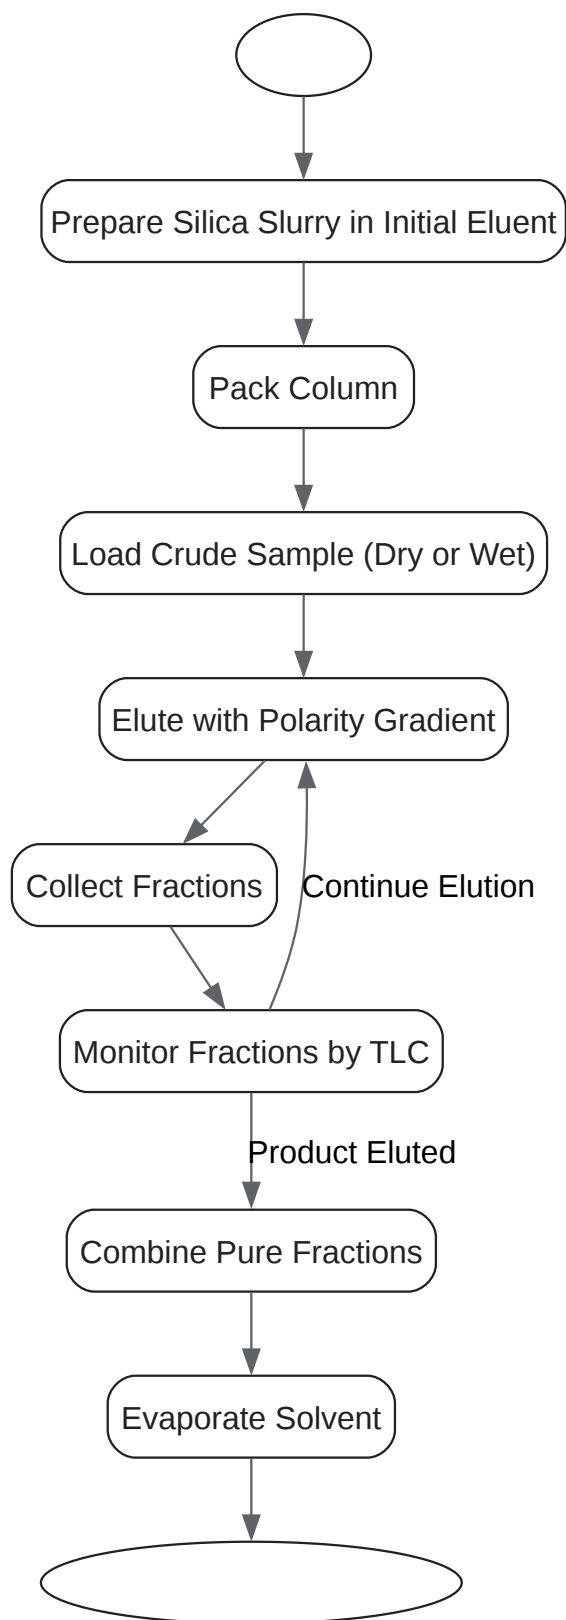 Prepare Silica Slurry in Initial Eluent
Pack Column
Load Crude Sample (Dry or Wet)
Elute with Polarity Gradient
Collect Fractions
Continue Elution
Monitor Fractions by TLC
Product Eluted
Combine Pure Fractions
Evaporate Solvent